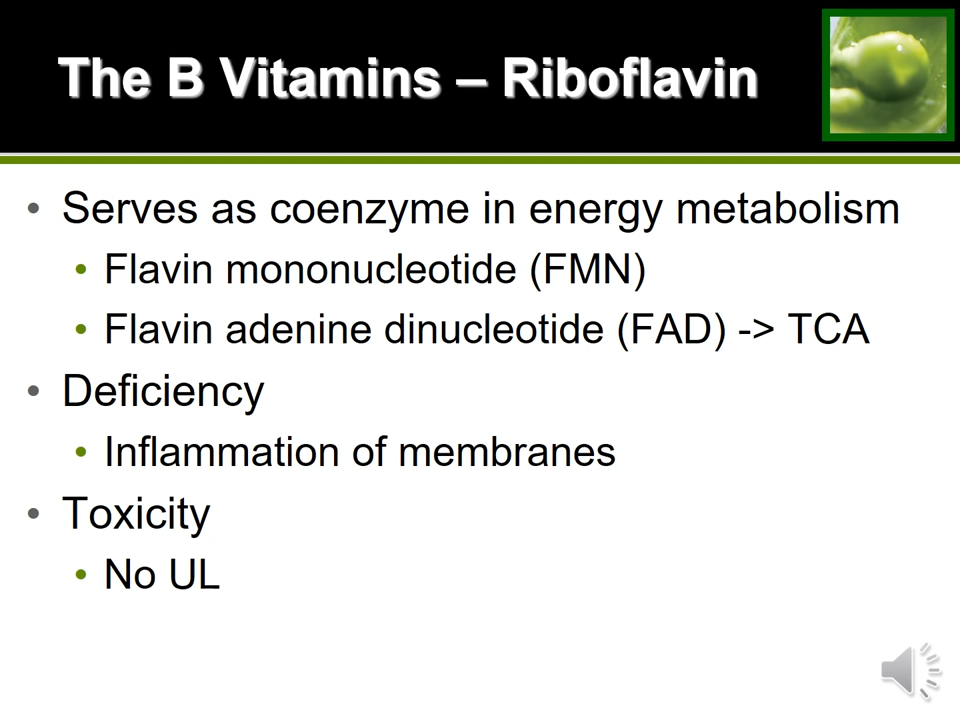 The B Vitamins – Riboflavin
• Serves as coenzyme in energy metabolism
• Flavin mononucleotide (FMN)
• Flavin adenine dinucleotide (FAD) -> TCA
• Deficiency
• Inflammation of membranes
• Toxicity
• No UL